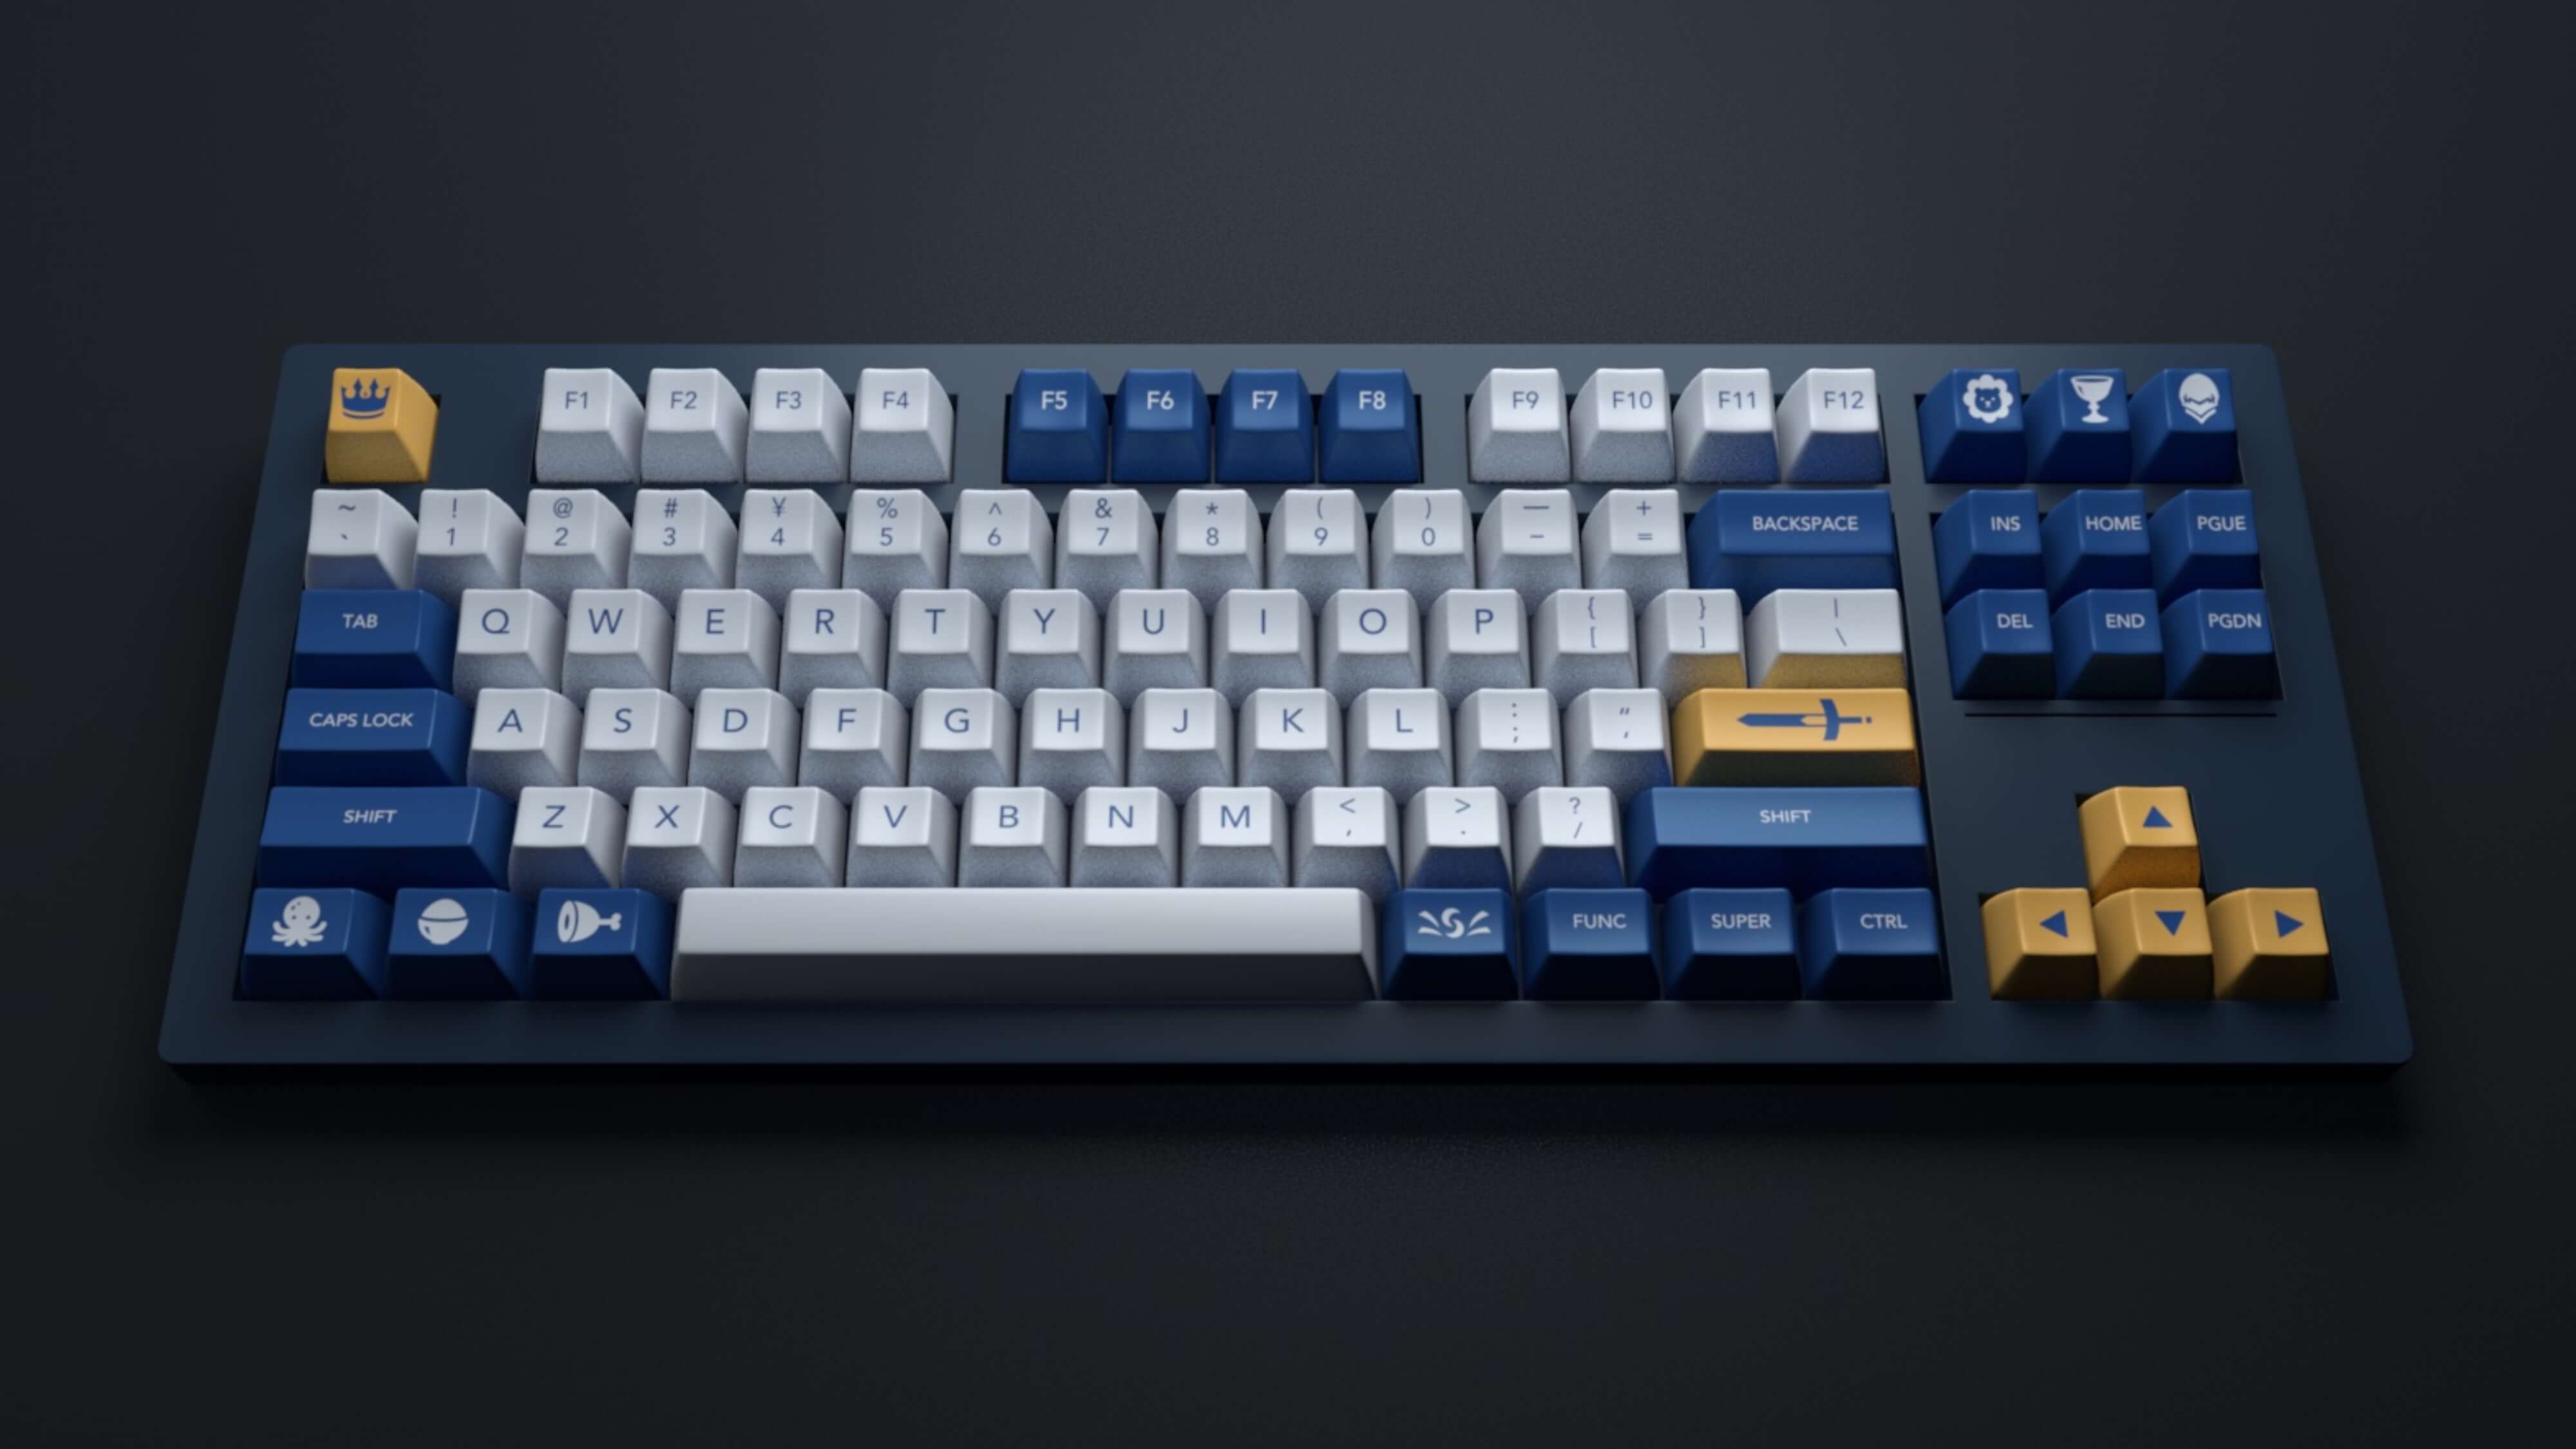 F1 F2 F3 F4 F5 F6 F7 F8 F9 F10 F11 F12
~ ! @ # ¥ % ^ & * ( ) — +
` 1 2 3 4 5 6 7 8 9 0 – = BACKSPACE INS HOME PGUE
TAB Q W E R T Y U I O P { } |
[ ] \ DEL END PGDN
CAPS LOCK A S D F G H J K L : “
; ‚
SHIFT Z X C V B N M < > ? SHIFT
, . /
FUNC SUPER CTRL